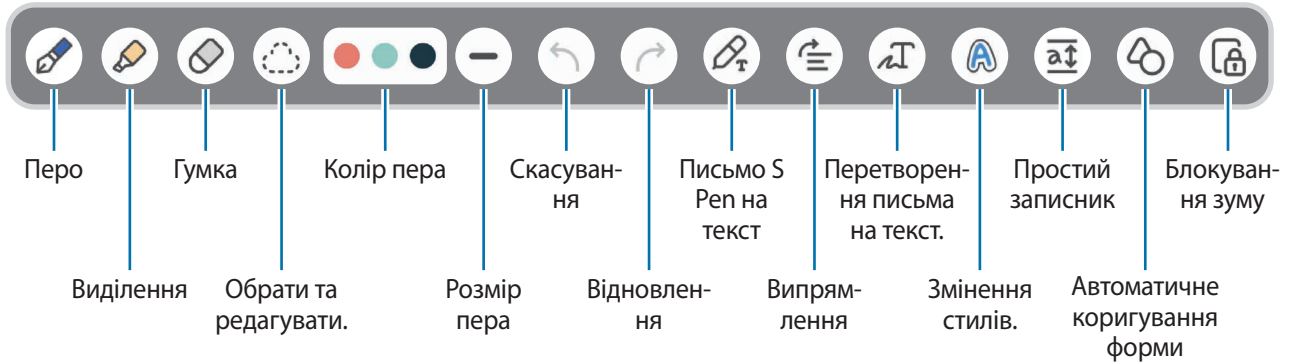 Перо
Гумка
Колір пера
Скасуван-
ня
Письмо S
Pen на
текст
Перетворен-
ня письма
на текст.
Простий
записник
Блокуван-
ня зуму
Виділення
Обрати та
редагувати.
Розмір
пера
Відновлен-
ня
Випрям-
лення
Змінення
стилів.
Автоматичне
коригування
форми